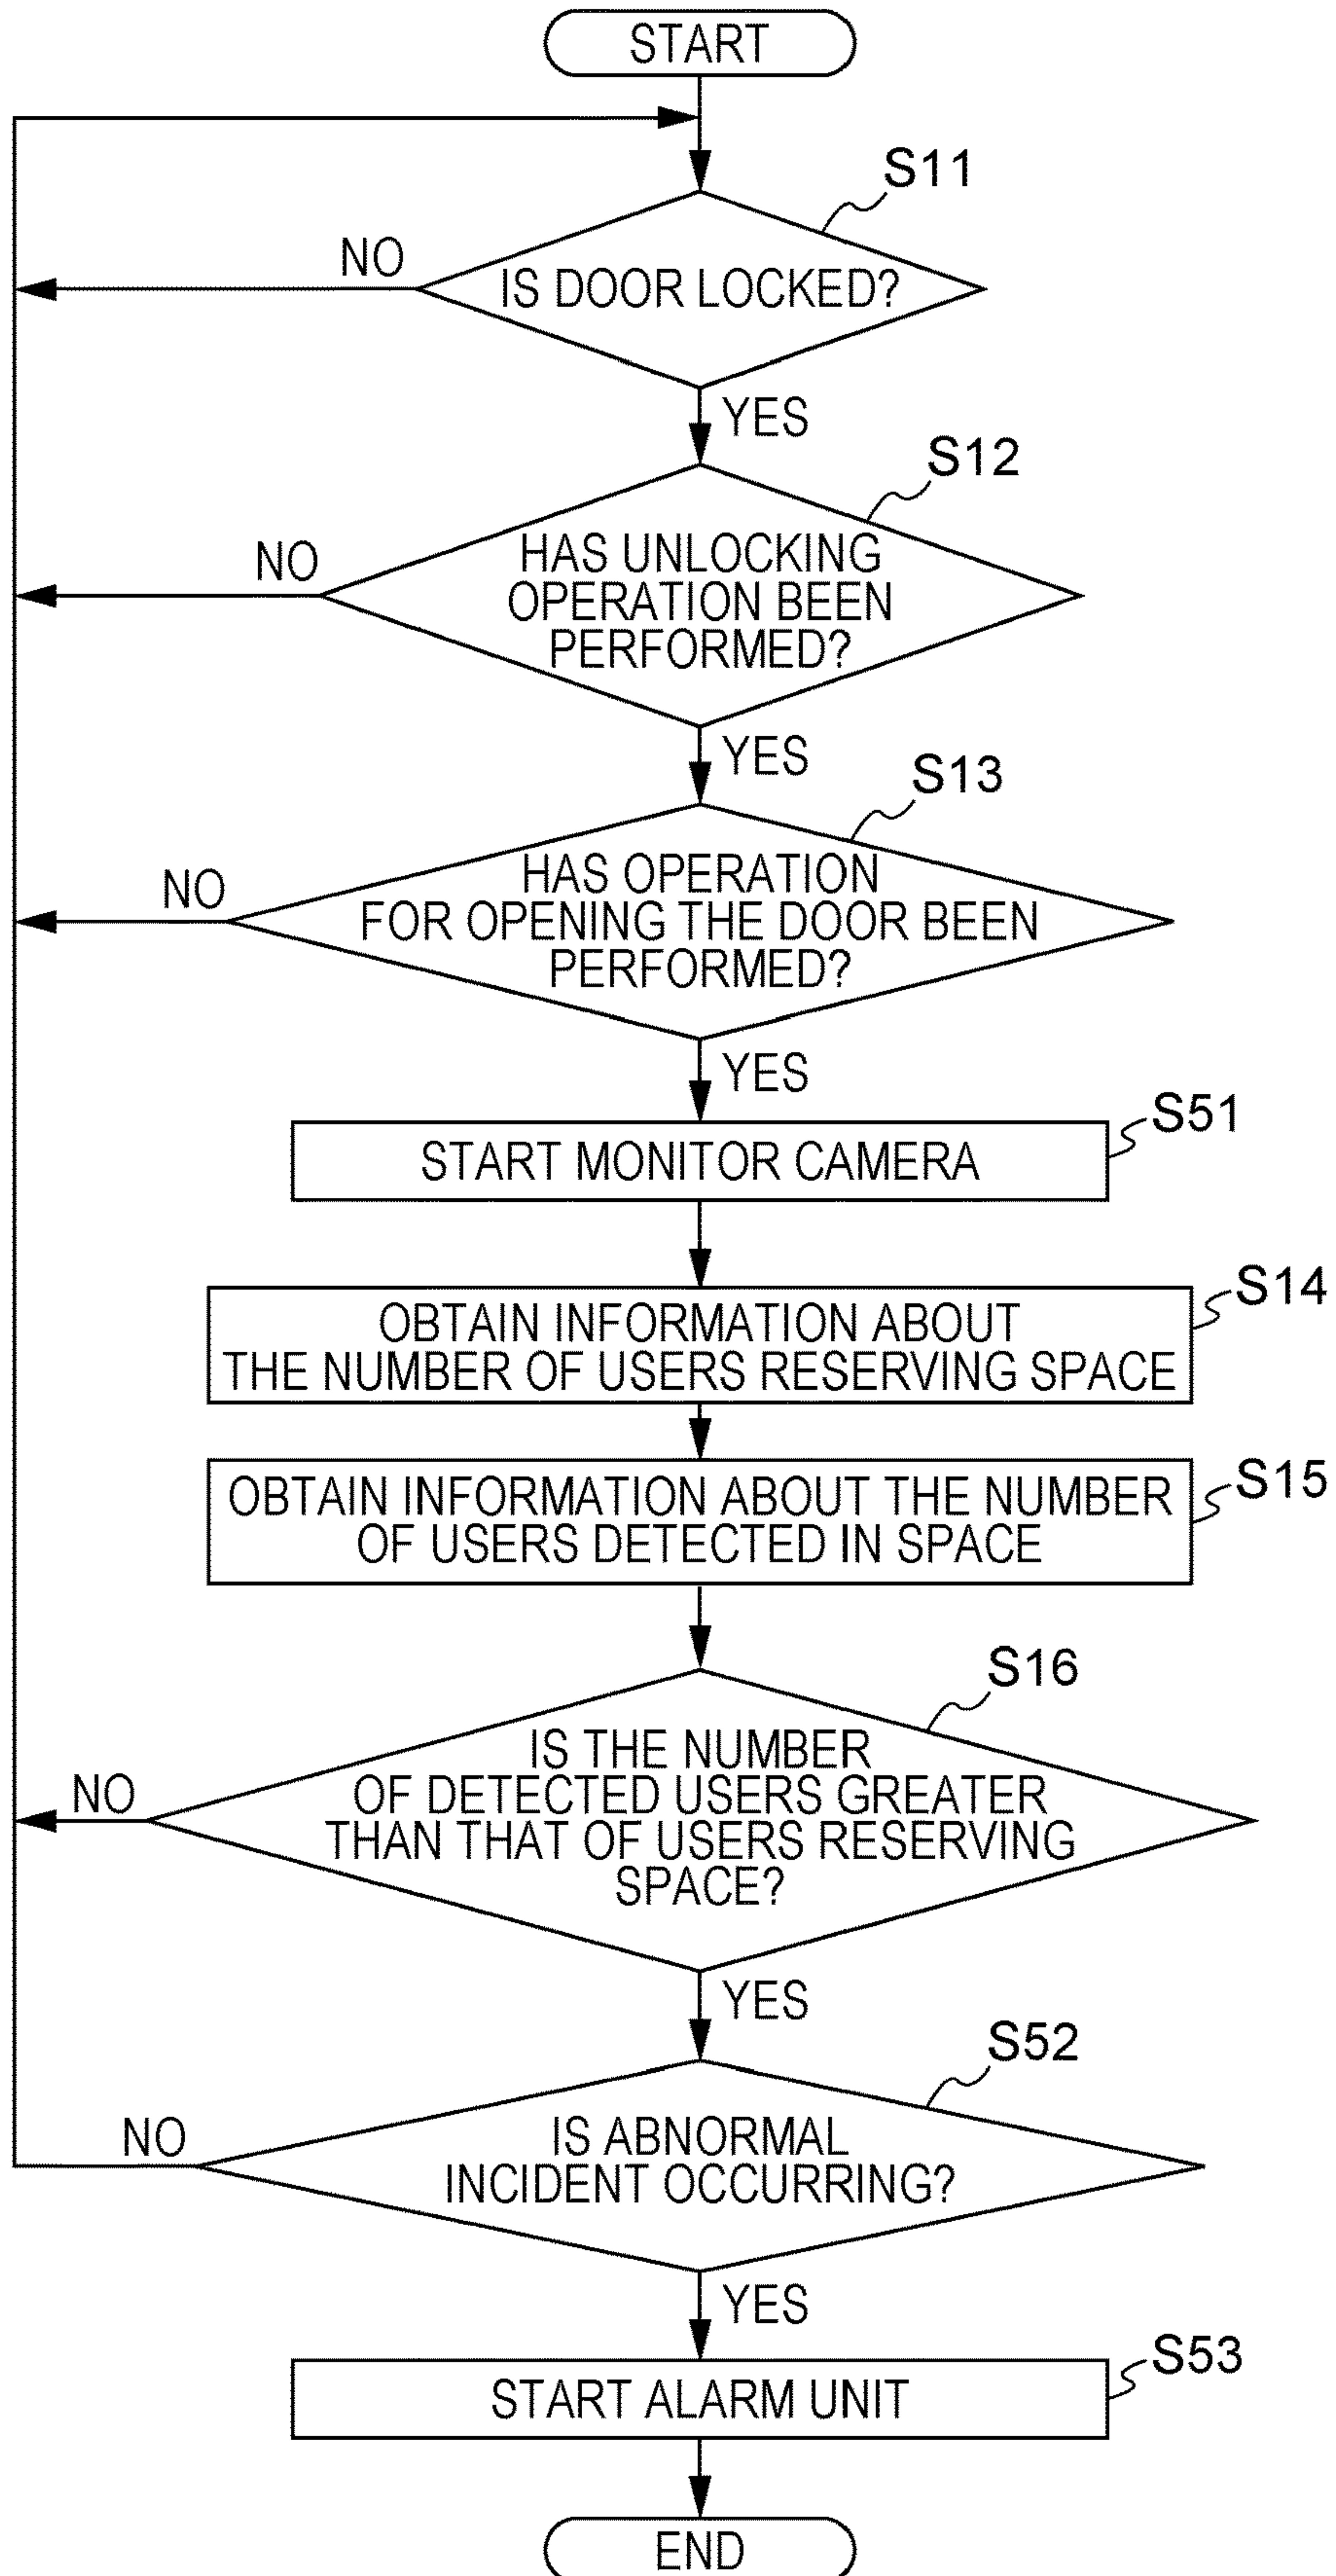 START
S11
NO
IS DOOR LOCKED?
YES
S12
NO
HAS UNLOCKING
OPERATION BEEN
PERFORMED?
YES
S13
NO
HAS OPERATION
FOR OPENING THE DOOR BEEN
PERFORMED?
YES
S51
START MONITOR CAMERA
S14
OBTAIN INFORMATION ABOUT
THE NUMBER OF USERS RESERVING SPACE
S15
OBTAIN INFORMATION ABOUT THE NUMBER
OF USERS DETECTED IN SPACE
S16
NO
IS THE NUMBER
OF DETECTED USERS GREATER
THAN THAT OF USERS RESERVING
SPACE?
YES
S52
NO
IS ABNORMAL
INCIDENT OCCURRING?
YES
S53
START ALARM UNIT
END